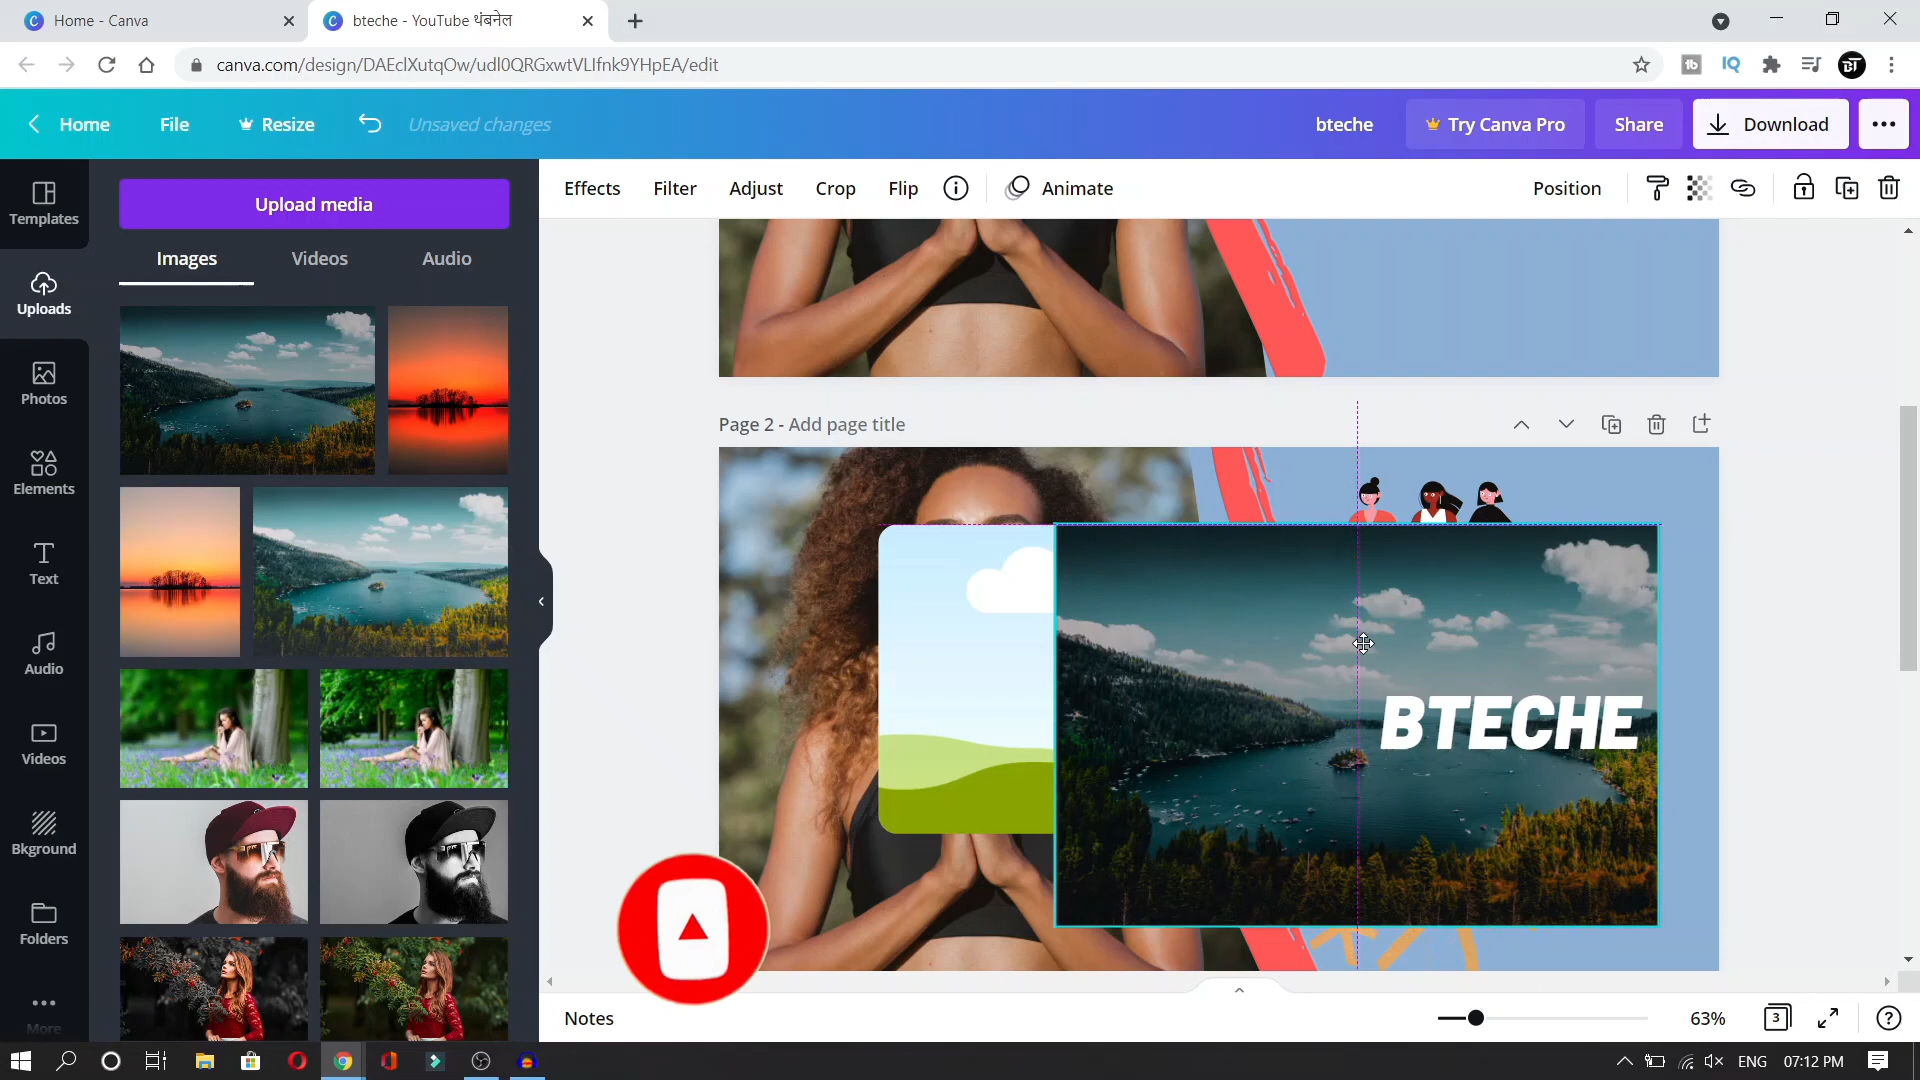 Home - Canva
bteche - YouTube थंबनेल
canva.com/design/DAEclXutqOw/udl0QRGxwtVLIfnk9YHpEA/edit
Home
File
Resize
Unsaved changes
bteche
Try Canva Pro
Share
Download
Templates
Uploads
Photos
Elements
Text
Audio
Videos
Bkground
Folders
More
Upload media
Images
Videos
Audio
Effects
Filter
Adjust
Crop
Flip
Animate
Position
Page 2 - Add page title
BTECHE
Notes
63%
3
ENG
07:12 PM